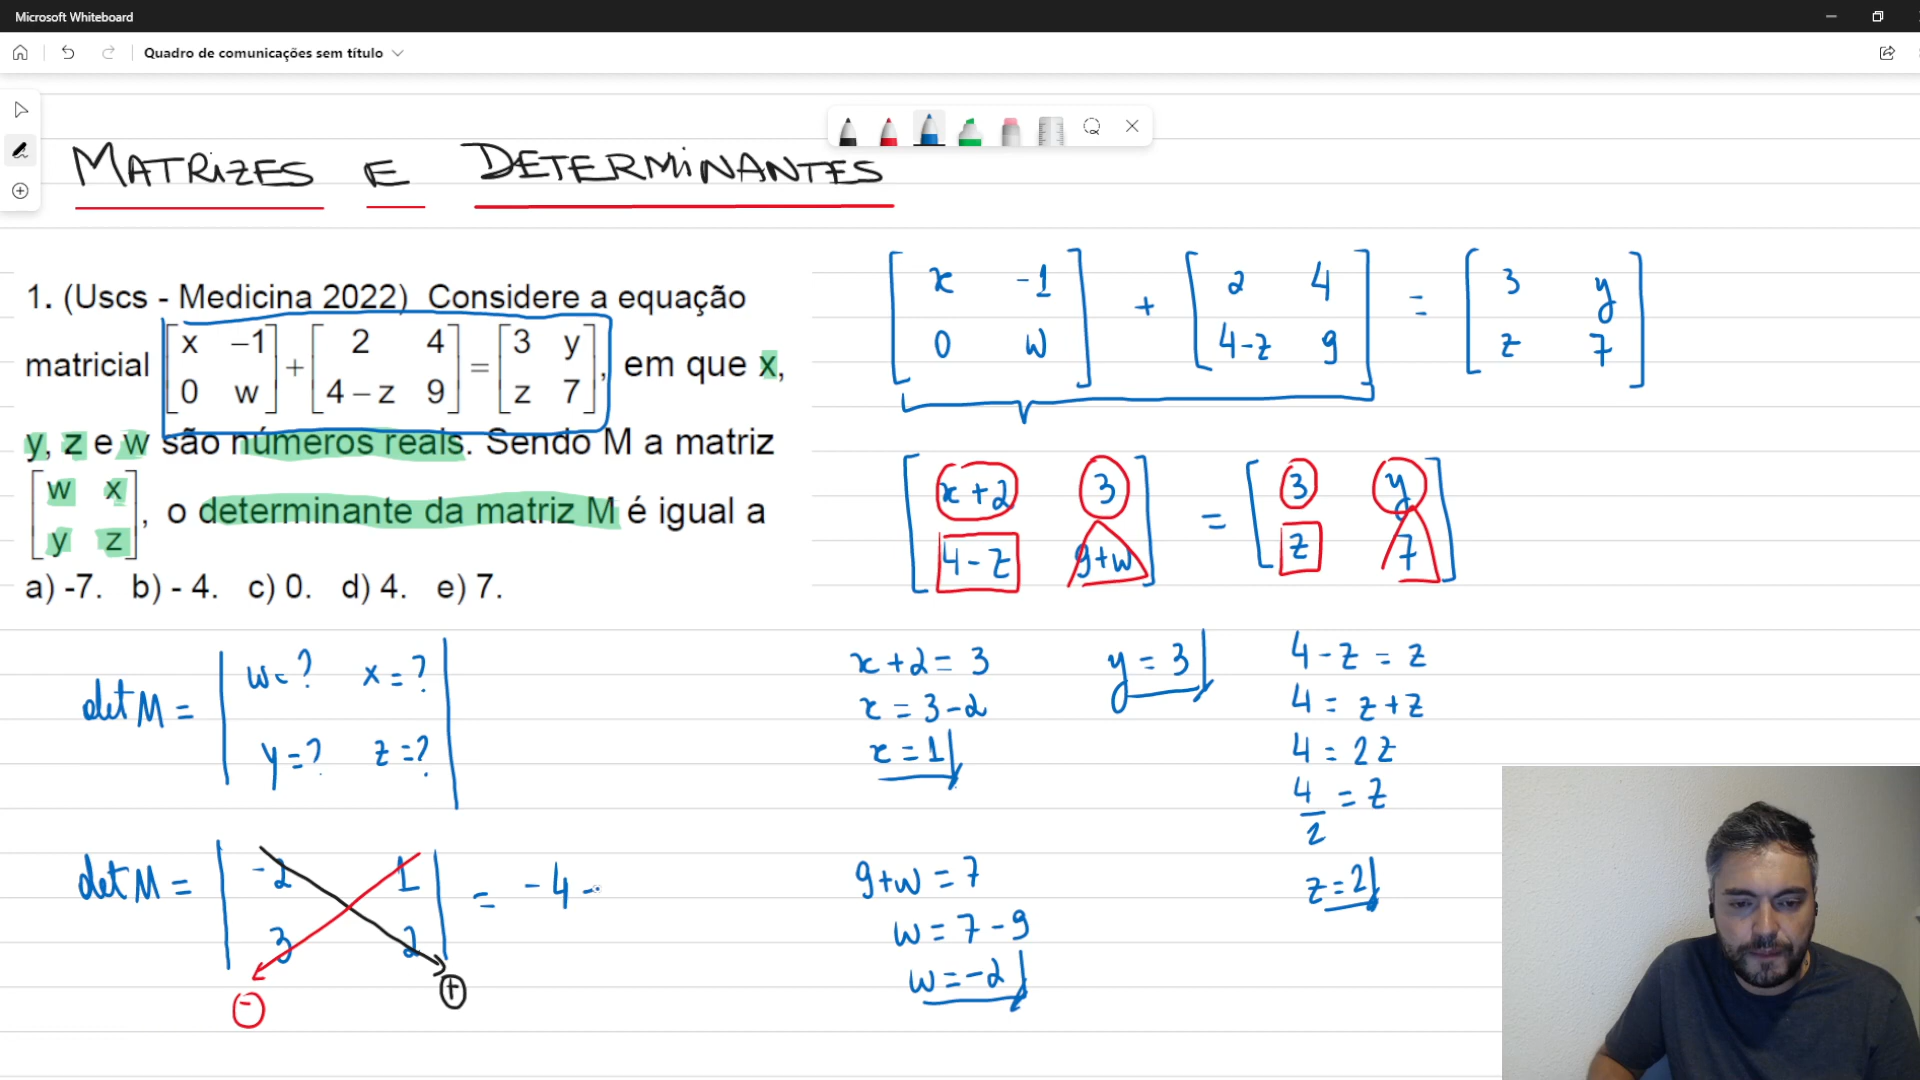 Microsoft Whiteboard
Quadro de comunicações sem título
MATRIZES E DETERMINANTES
1. (Uscs - Medicina 2022) Considere a equação
matricial [x −1; 0 w] + [2 4; 4 – z 9] = [3 y; z 7], em que x,
y, z e w são números reais. Sendo M a matriz
[w x; y z], o determinante da matriz M é igual a
a) -7. b) - 4. c) 0. d) 4. e) 7.
[x -1; 0 w] + [2 4; 4-z 9] = [3 y; z 7]
[x+2 3; 4-z 9+w] = [3 y; z 7]
det M = |w=? x=?; y=? z=?|
det M = |-2 1; 3 2| = -4 -
- +
x+2 = 3
x = 3-2
x = 1
y = 3
4-z = z
4 = z+z
4 = 2z
4/2 = z
z = 2
9+w = 7
w = 7-9
w = -2